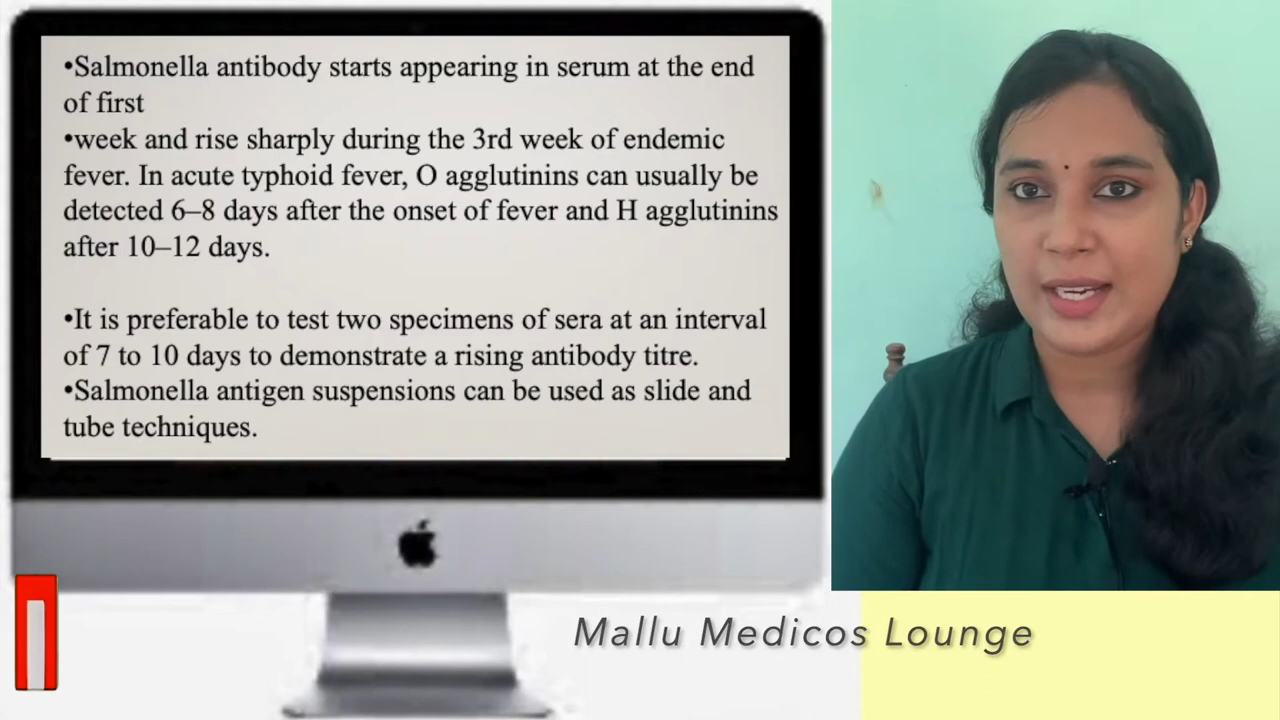 •Salmonella antibody starts appearing in serum at the end
of first
•week and rise sharply during the 3rd week of endemic
fever. In acute typhoid fever, O agglutinins can usually be
detected 6–8 days after the onset of fever and H agglutinins
after 10–12 days.
•It is preferable to test two specimens of sera at an interval
of 7 to 10 days to demonstrate a rising antibody titre.
•Salmonella antigen suspensions can be used as slide and
tube techniques.
Mallu Medicos Lounge